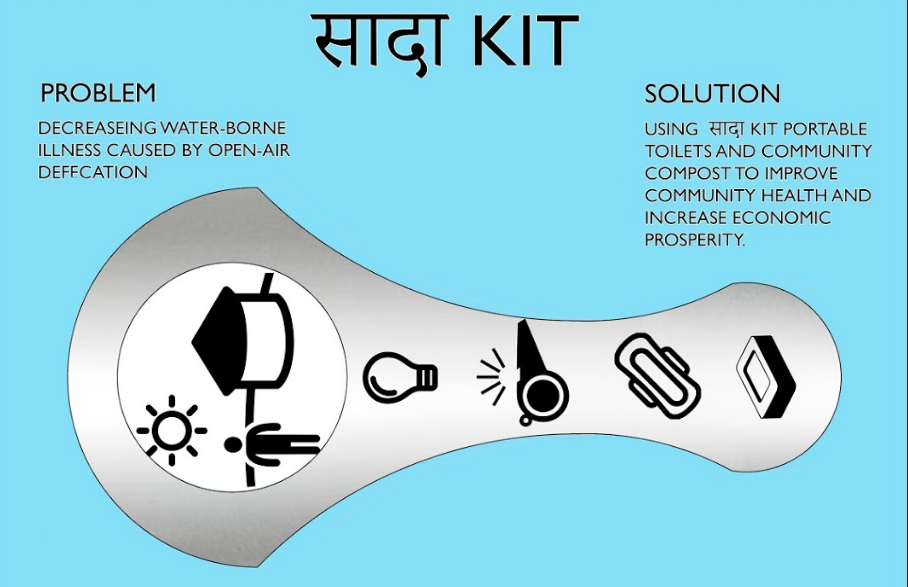 सादा KIT
PROBLEM
DECREASEING WATER-BORNE
ILLNESS CAUSED BY OPEN-AIR
DEFECATION
SOLUTION
USING सादा KIT PORTABLE
TOILETS AND COMMUNITY
COMPOST TO IMPROVE
COMMUNITY HEALTH AND
INCREASE ECONOMIC
PROSPERITY.